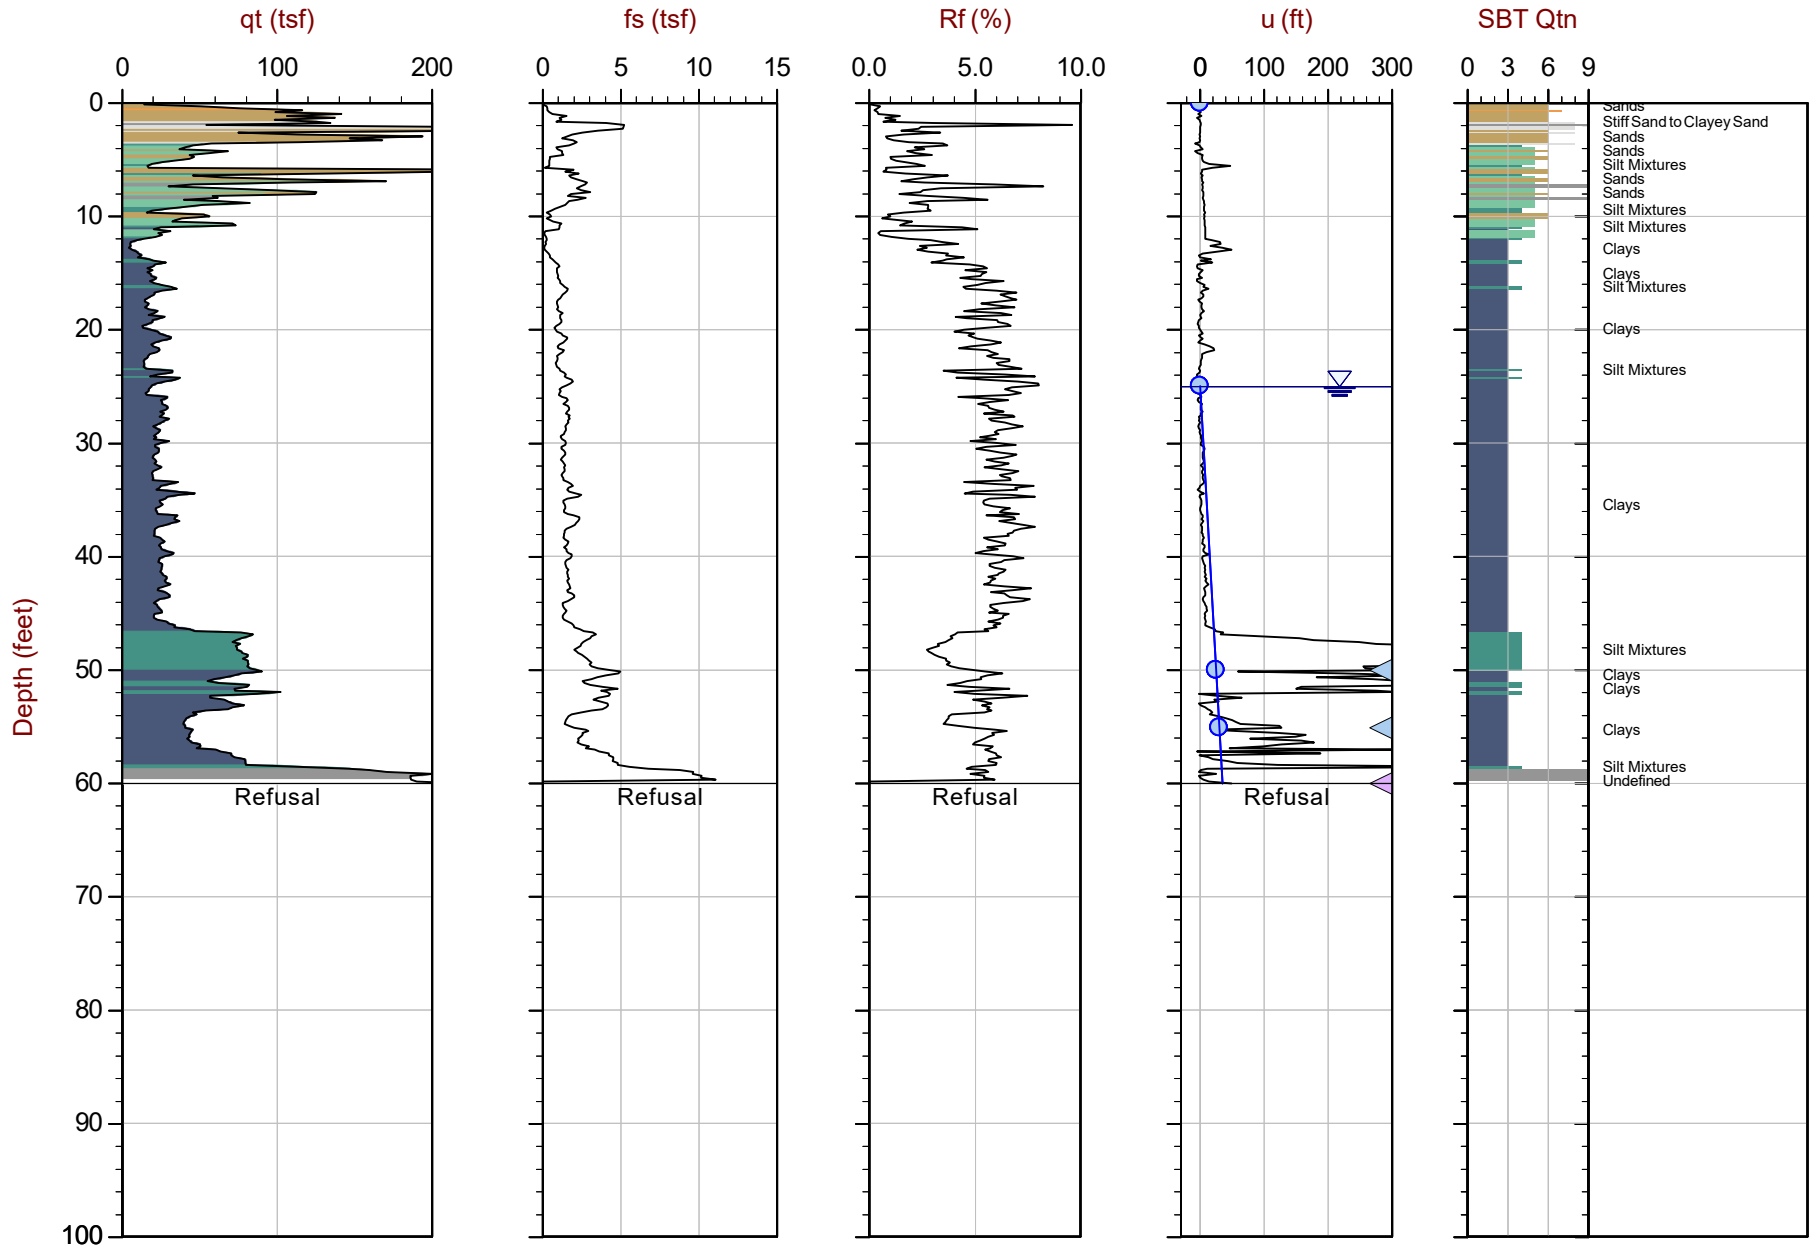 qt (tsf) fs (tsf) Rf (%) u (ft) SBT Qtn
0 100 200 0 5 10 15 0.0 5.0 10.0 0 100 200 300 0 3 6 9
0
Sands
Stiff Sand to Clayey Sand
Sands
Sands
Silt Mixtures
Sands
Sands
Silt Mixtures
10
Silt Mixtures
Clays
Clays
Silt Mixtures
20
Clays
Silt Mixtures
30
Clays
40
Depth (feet)
Silt Mixtures
50
Clays
Clays
Clays
Silt Mixtures
60
Undefined
Refusal Refusal Refusal Refusal
70
80
90
100